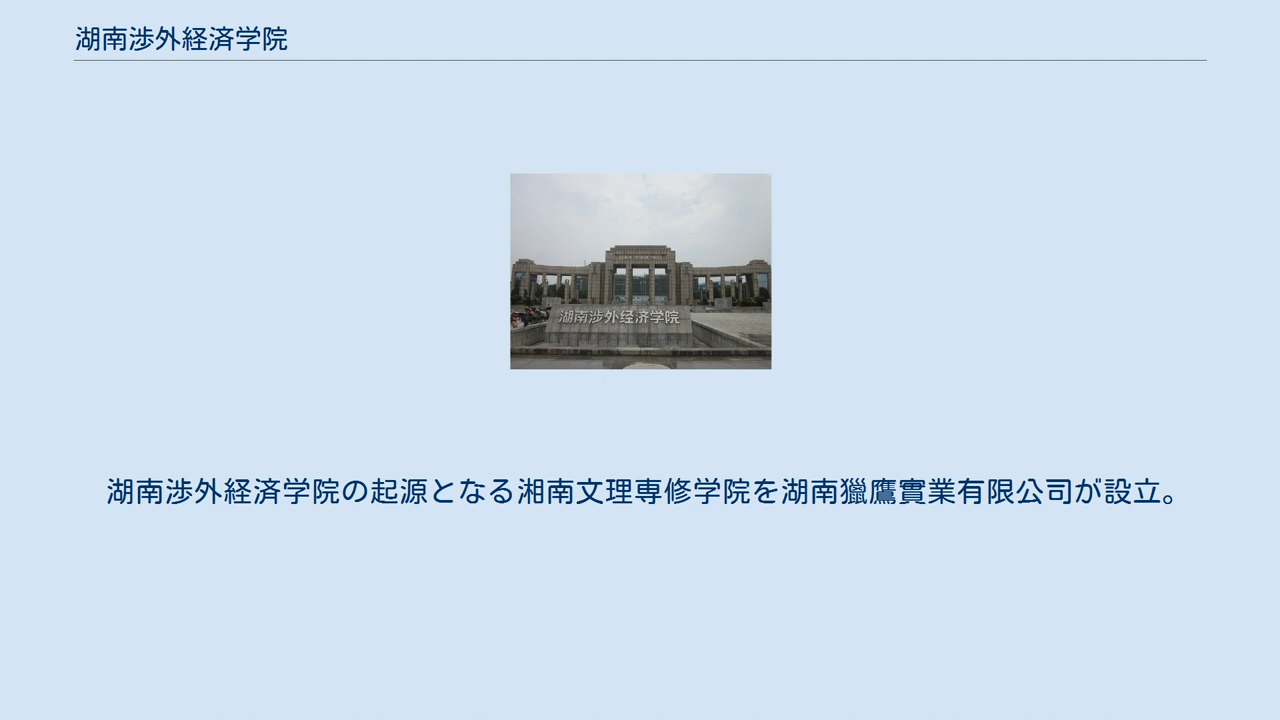 湖南渉外経済学院
湖南涉外经济学院
湖南渉外経済学院の起源となる湘南文理専修学院を湖南獵鷹實業有限公司が設立。